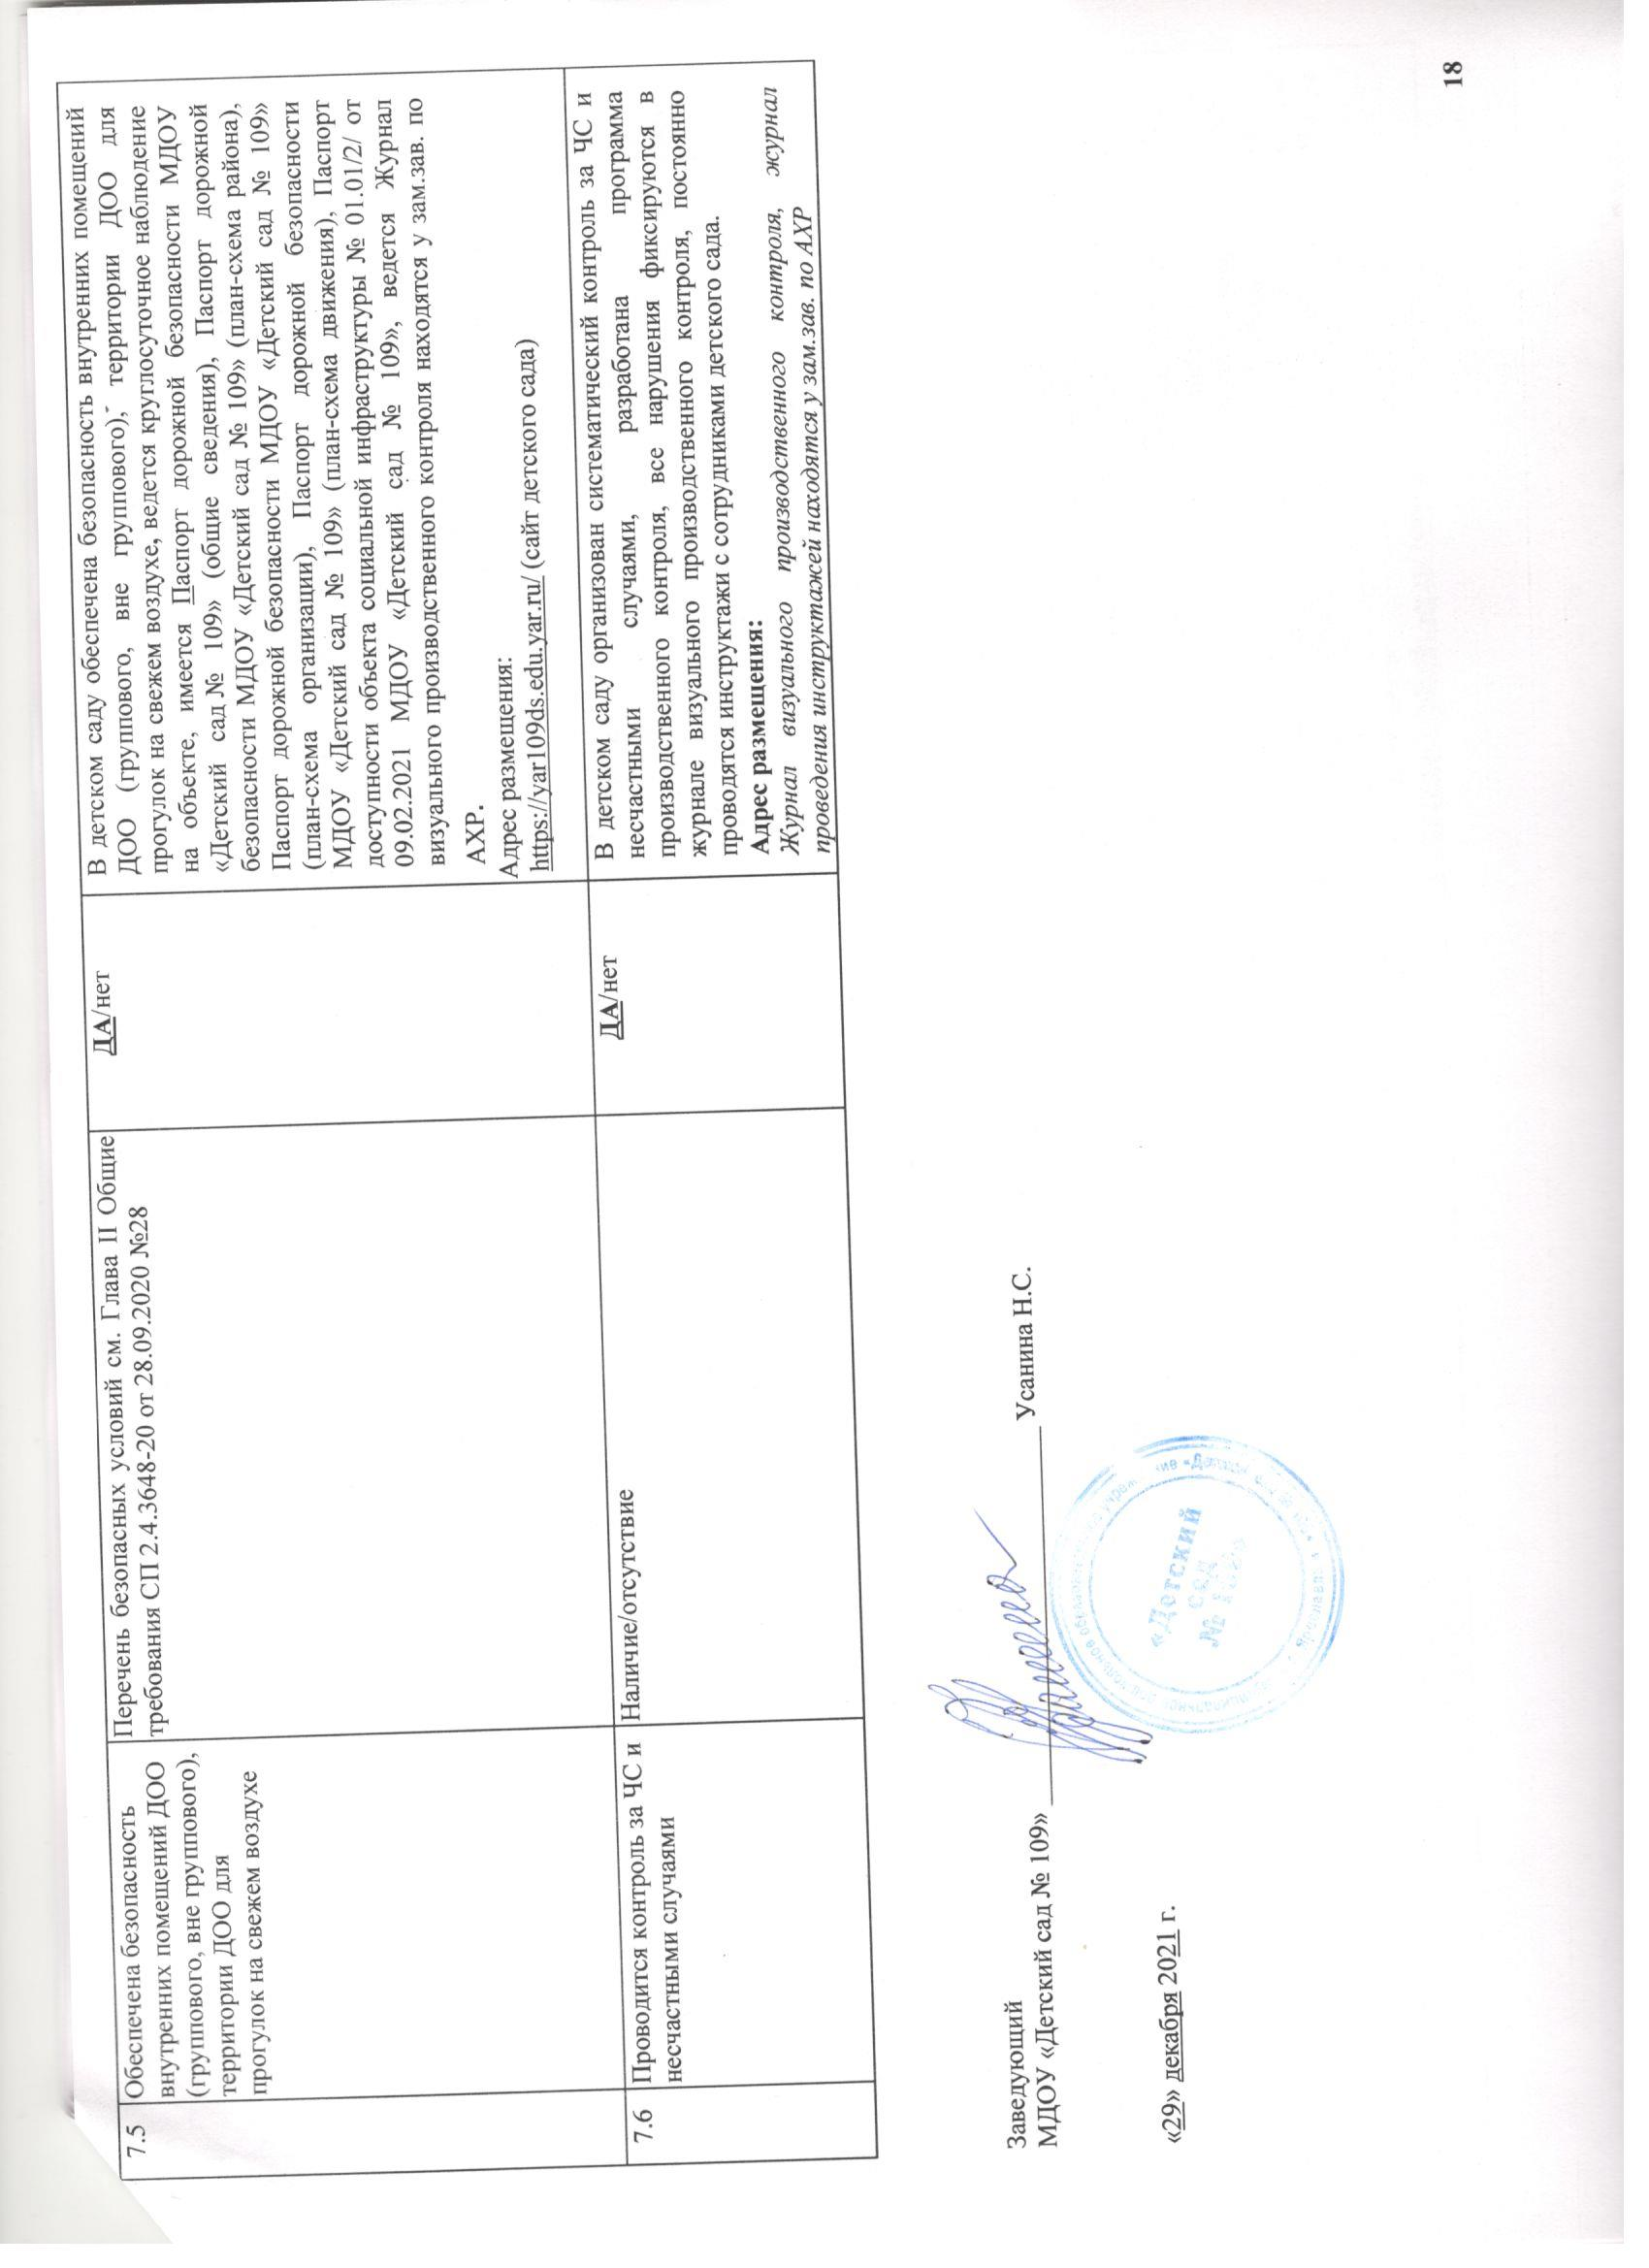 7.5
Обеспечена безопасность
внутренних помещений ДОО
(группового, вне группового),
территории ДОО для
прогулок на свежем воздухе
Перечень безопасных условий см. Глава II Общие
требования СП 2.4.3648-20 от 28.09.2020 №28
ДА/нет
В детском саду обеспечена безопасность внутренних помещений
ДОО (группового, вне группового), территории ДОО для
прогулок на свежем воздухе, ведется круглосуточное наблюдение
на объекте, имеется Паспорт дорожной безопасности МДОУ
«Детский сад № 109» (общие сведения), Паспорт дорожной
безопасности МДОУ «Детский сад № 109» (план-схема района),
Паспорт дорожной безопасности МДОУ «Детский сад № 109»
(план-схема организации), Паспорт дорожной безопасности
МДОУ «Детский сад № 109» (план-схема движения), Паспорт
доступности объекта социальной инфраструктуры № 01.01/2/ от
09.02.2021 МДОУ «Детский сад № 109», ведется Журнал
визуального производственного контроля находятся у зам.зав. по
АХР.
Адрес размещения:
https://yar109ds.edu.yar.ru/ (сайт детского сада)
7.6
Проводится контроль за ЧС и
несчастными случаями
Наличие/отсутствие
ДА/нет
В детском саду организован систематический контроль за ЧС и
несчастными случаями, разработана программа
производственного контроля, все нарушения фиксируются в
журнале визуального производственного контроля, постоянно
проводятся инструктажи с сотрудниками детского сада.
Адрес размещения:
Журнал визуального производственного контроля, журнал
проведения инструктажей находятся у зам.зав. по АХР
Заведующий
МДОУ «Детский сад № 109» Усанина Н.С.
«Детский
сад
«29» декабря 2021 г.
18